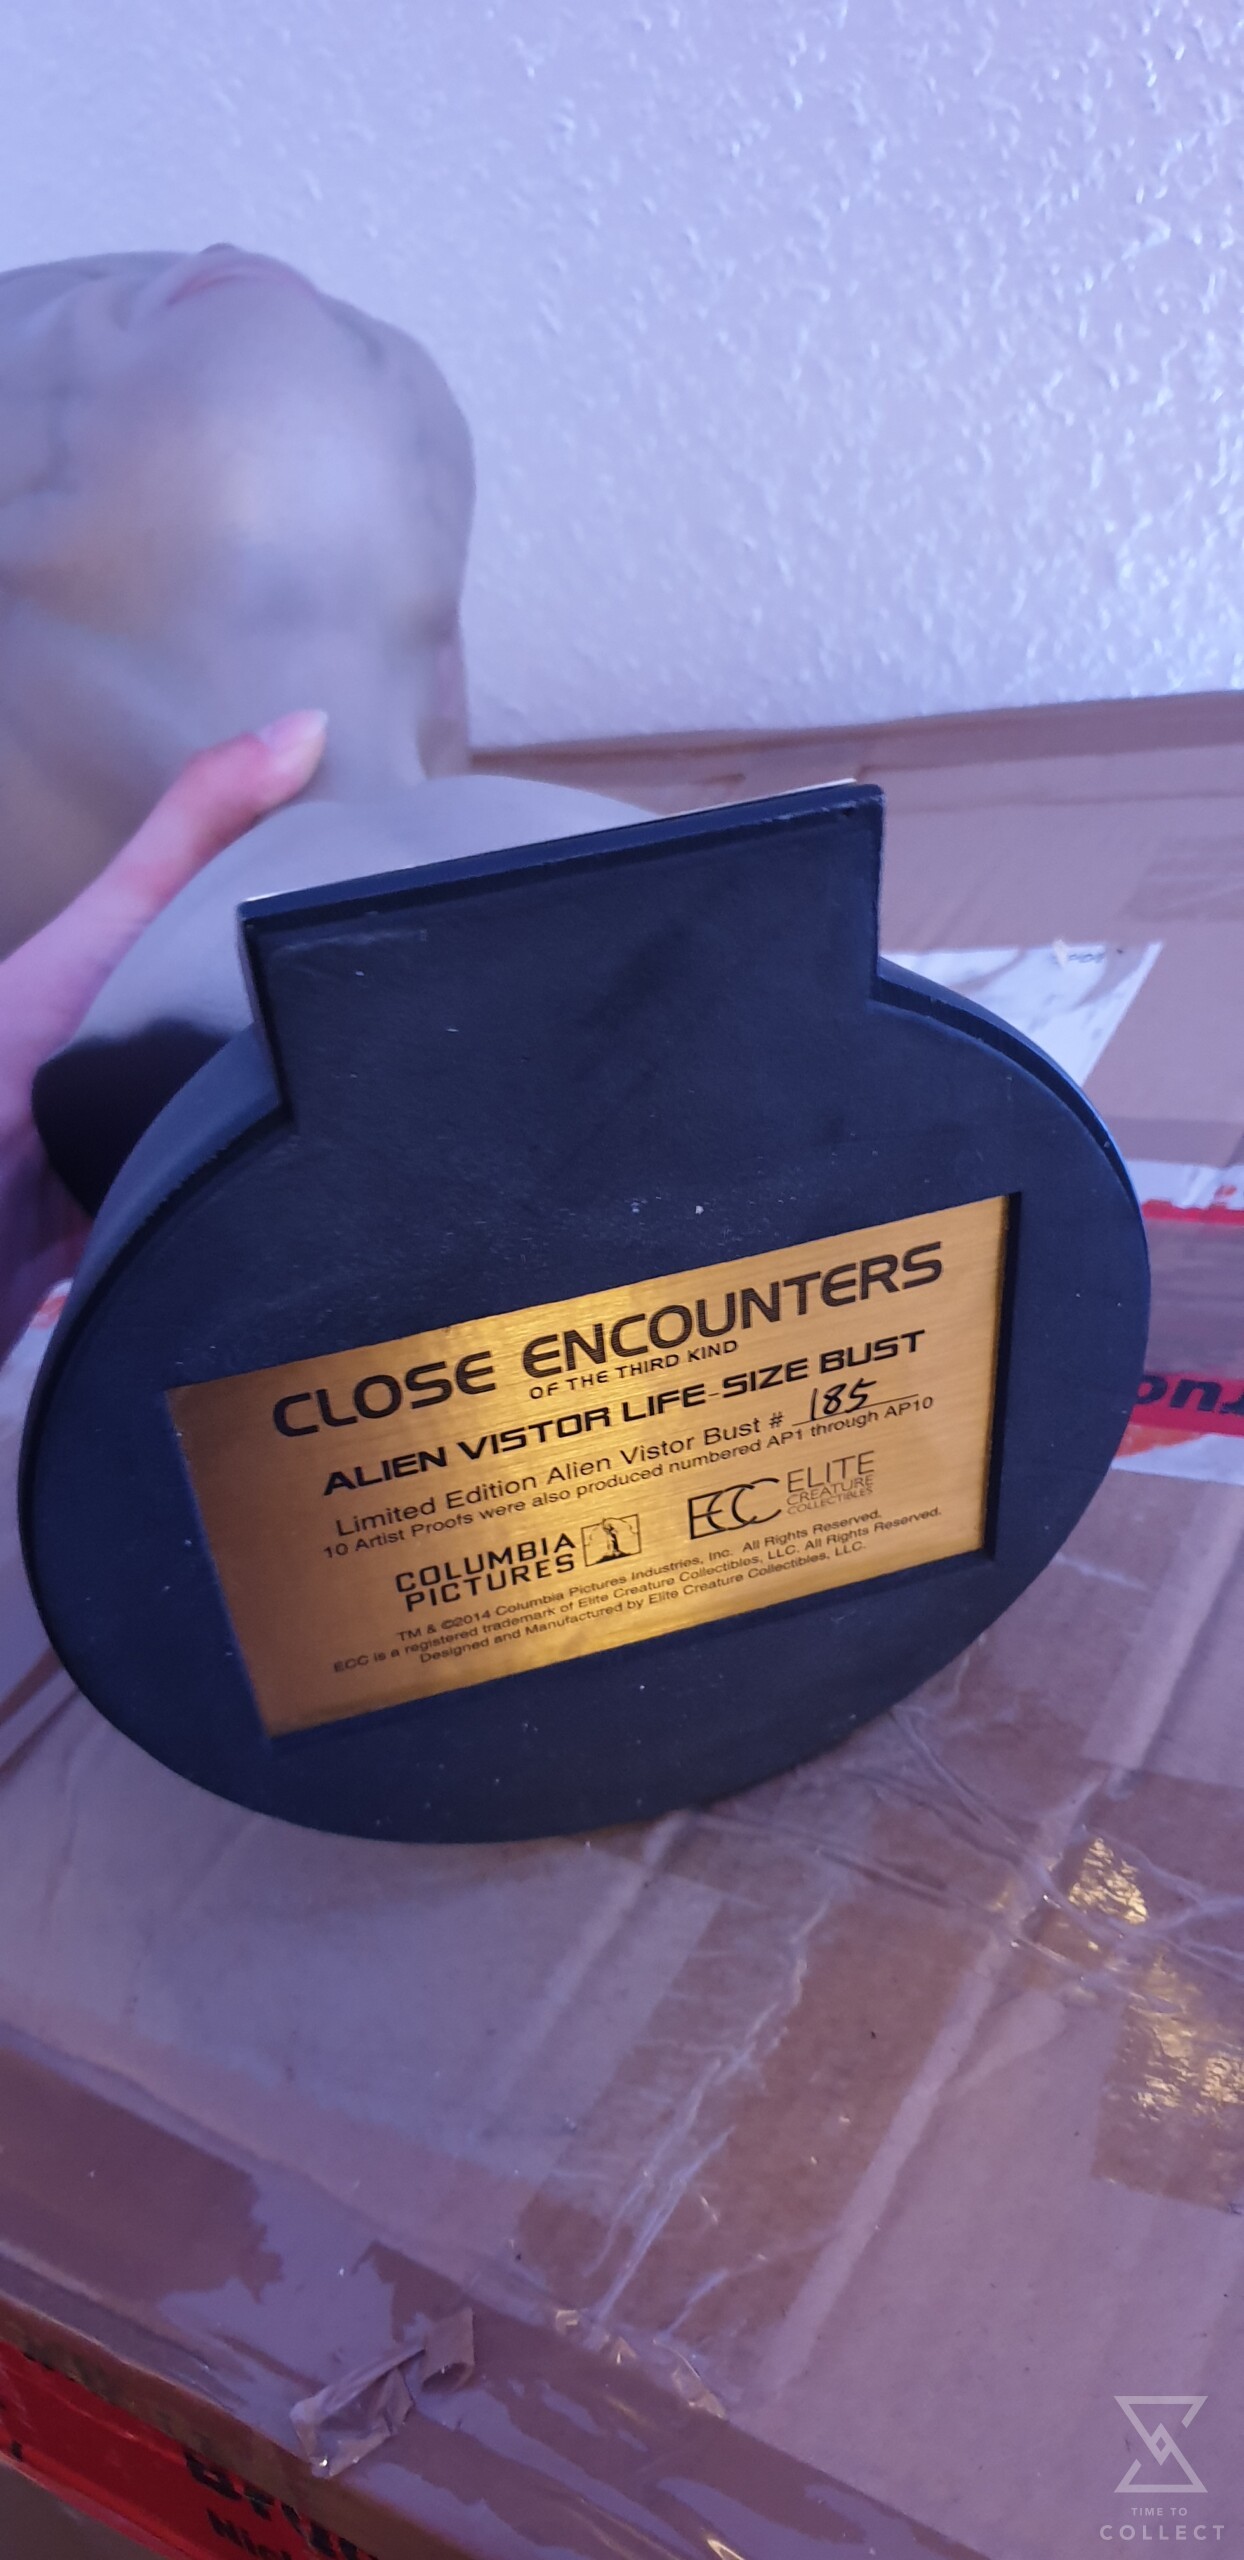 CLOSE ENCOUNTERS
OF THE THIRD KIND
ALIEN VISTOR LIFE-SIZE BUST
Limited Edition Alien Vistor Bust # 185
10 Artist Proofs were also produced numbered AP1 through AP10
COLUMBIA
PICTURES
ECC ELITE
CREATURE
COLLECTIBLES
TM & ©2014 Columbia Pictures Industries, Inc. All Rights Reserved.
ECC is a registered trademark of Elite Creature Collectibles, LLC. All Rights Reserved.
Designed and Manufactured by Elite Creature Collectibles, LLC.
TIME TO
COLLECT